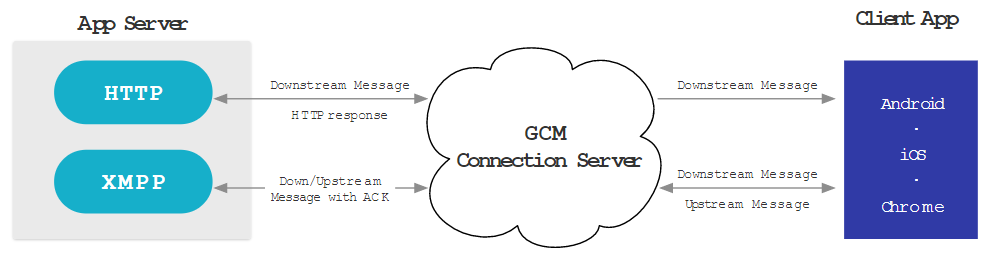 App Server
Client App
HTTP
Downstream Message
HTTP response
Downstream Message
GCM
Connection Server
Android
·
iOS
·
Chrome
XMPP
Down/Upstream
Message with ACK
Downstream Message
Upstream Message